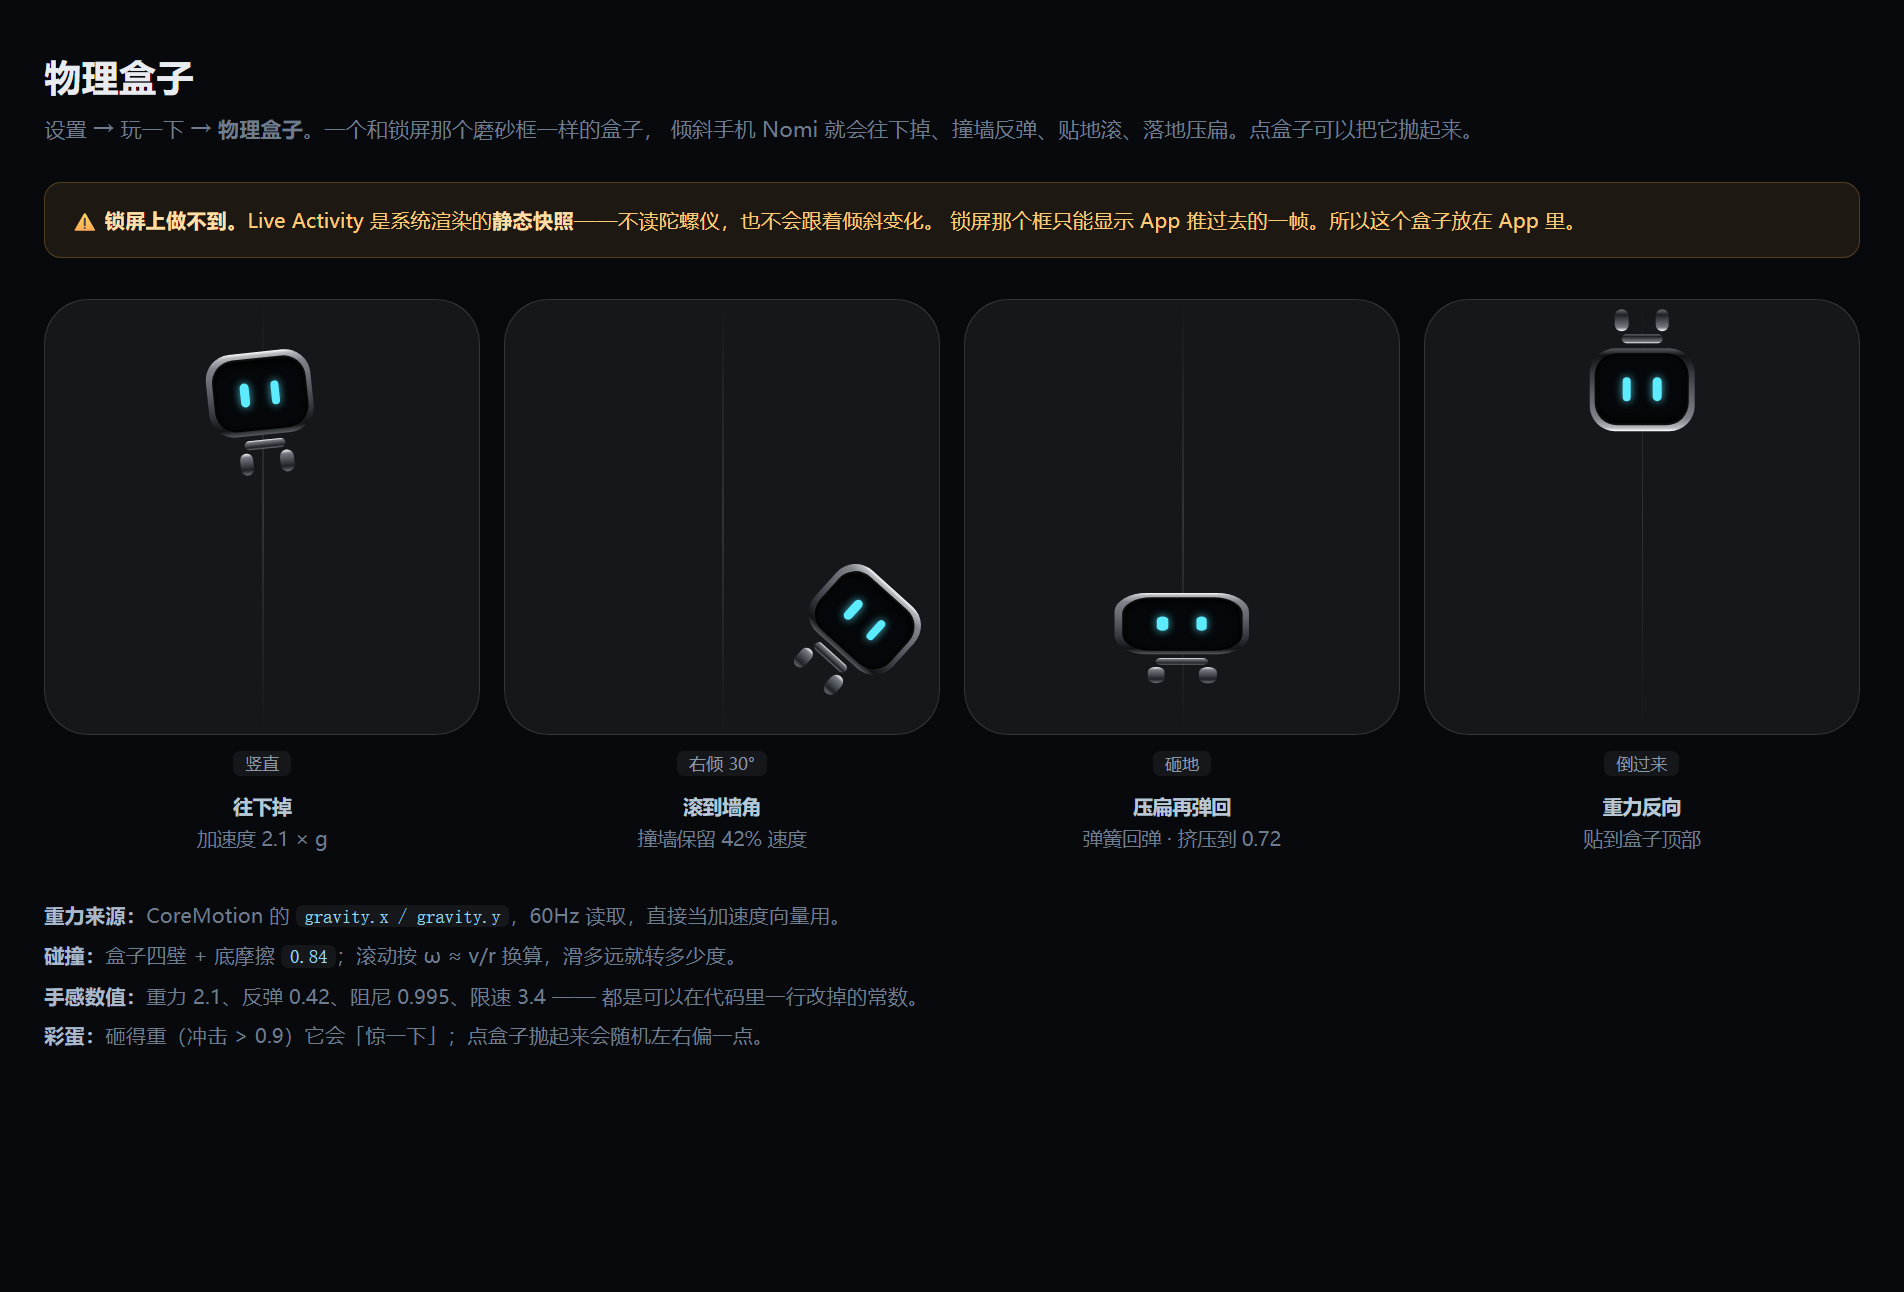 物理盒子
设置 → 玩一下 → 物理盒子。一个和锁屏那个磨砂框一样的盒子， 倾斜手机 Nomi 就会往下掉、撞墙反弹、贴地滚、落地压扁。点盒子可以把它抛起来。
⚠ 锁屏上做不到。Live Activity 是系统渲染的静态快照——不读陀螺仪，也不会跟着倾斜变化。 锁屏那个框只能显示 App 推过去的一帧。所以这个盒子放在 App 里。
竖直
往下掉
加速度 2.1 × g
右倾 30°
滚到墙角
撞墙保留 42% 速度
砸地
压扁再弹回
弹簧回弹 · 挤压到 0.72
倒过来
重力反向
贴到盒子顶部
重力来源：CoreMotion 的 gravity.x / gravity.y，60Hz 读取，直接当加速度向量用。
碰撞：盒子四壁 + 底摩擦 0.84；滚动按 ω ≈ v/r 换算，滑多远就转多少度。
手感数值：重力 2.1、反弹 0.42、阻尼 0.995、限速 3.4 —— 都是可以在代码里一行改掉的常数。
彩蛋：砸得重（冲击 > 0.9）它会「惊一下」；点盒子抛起来会随机左右偏一点。